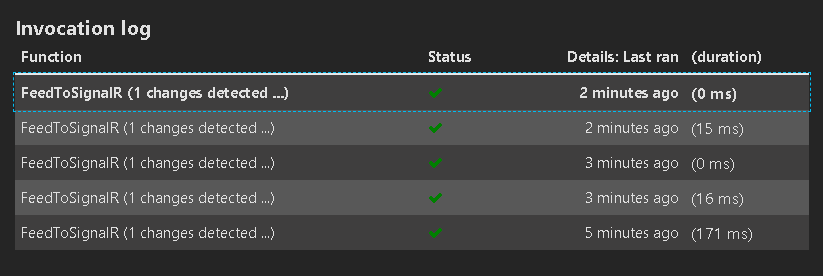 Invocation log
Function Status Details: Last ran (duration)
FeedToSignalR (1 changes detected ...) 2 minutes ago (0 ms)
FeedToSignalR (1 changes detected ...) 2 minutes ago (15 ms)
FeedToSignalR (1 changes detected ...) 3 minutes ago (0 ms)
FeedToSignalR (1 changes detected ...) 3 minutes ago (16 ms)
FeedToSignalR (1 changes detected ...) 5 minutes ago (171 ms)